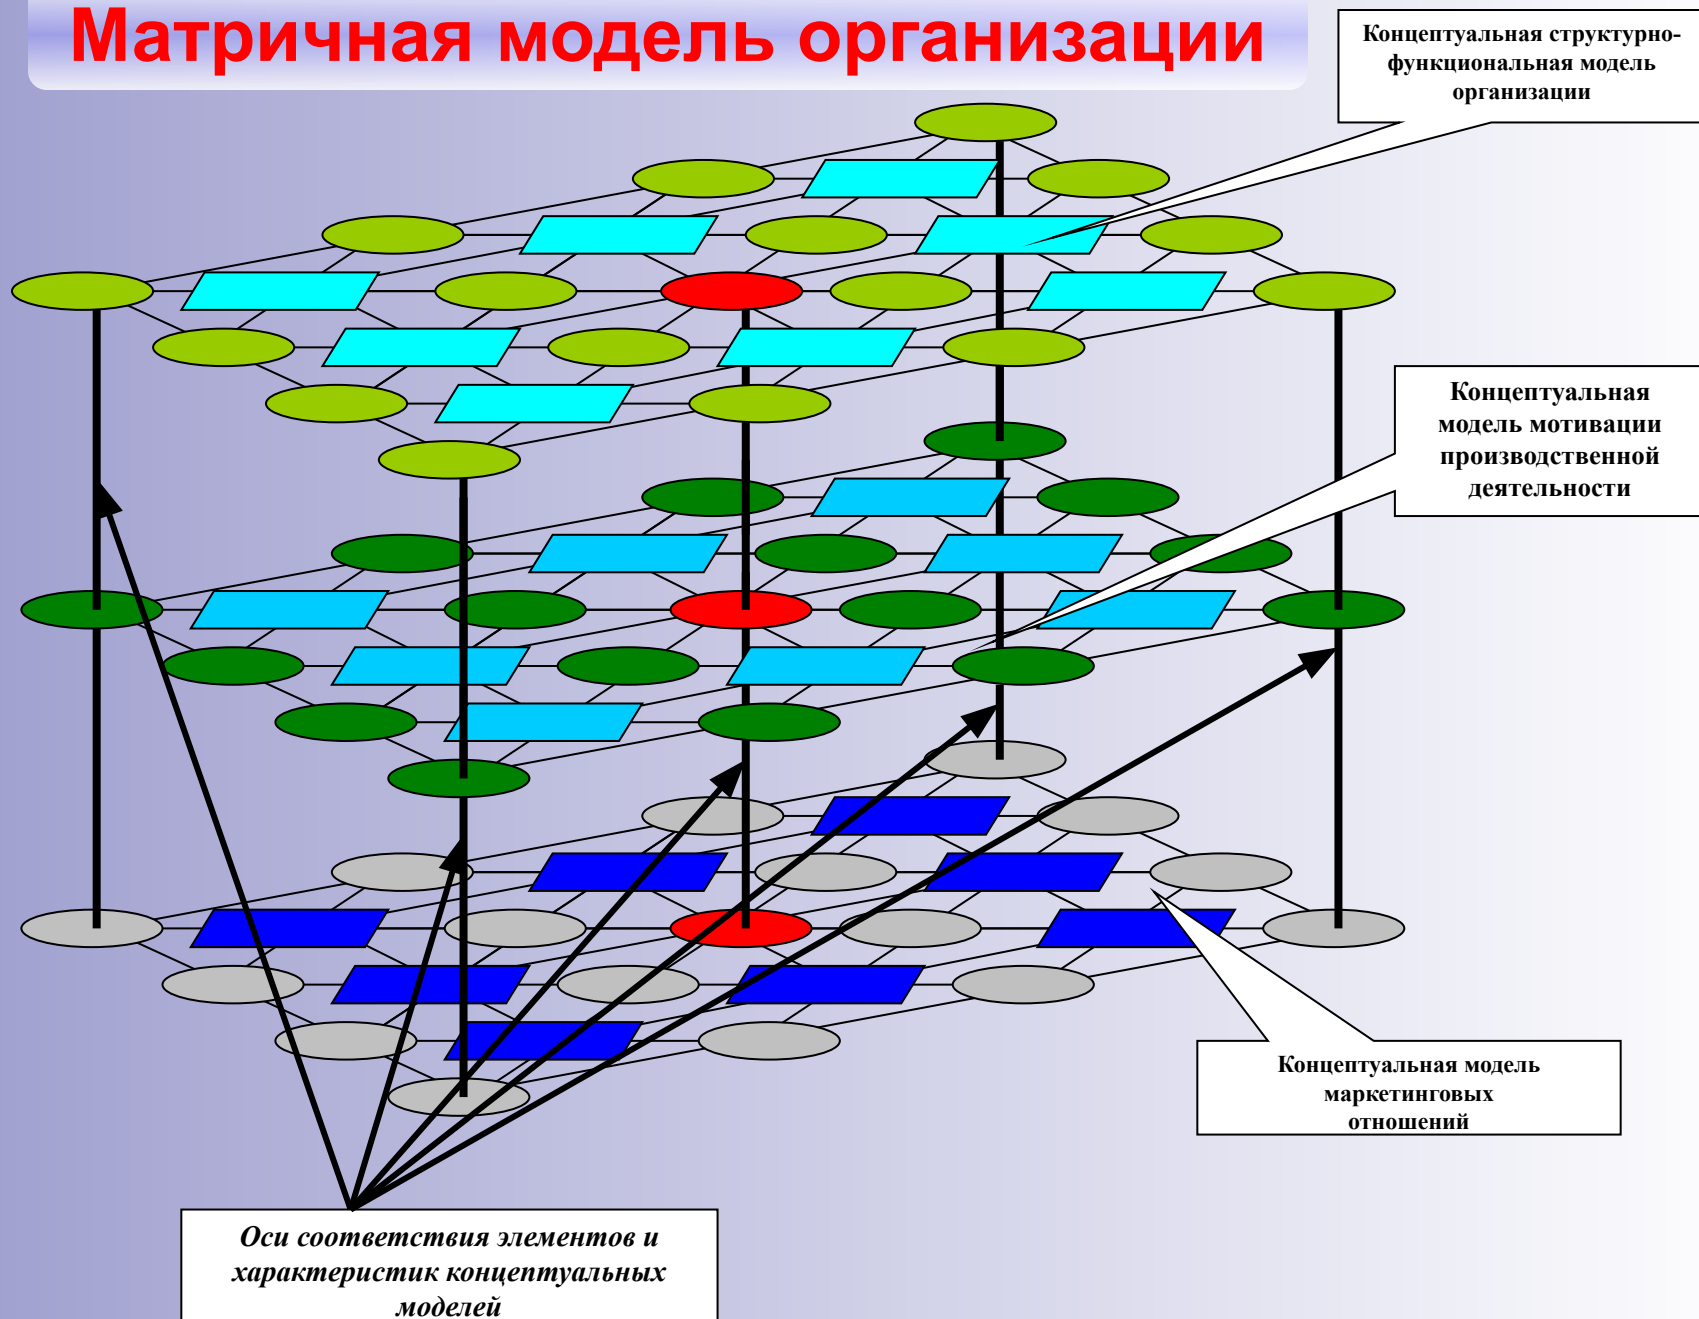 Матричная модель организации
Концептуальная структурно-
функциональная модель
организации
Концептуальная
модель мотивации
производственной
деятельности
Концептуальная модель
маркетинговых
отношений
Оси соответствия элементов и
характеристик концептуальных
моделей